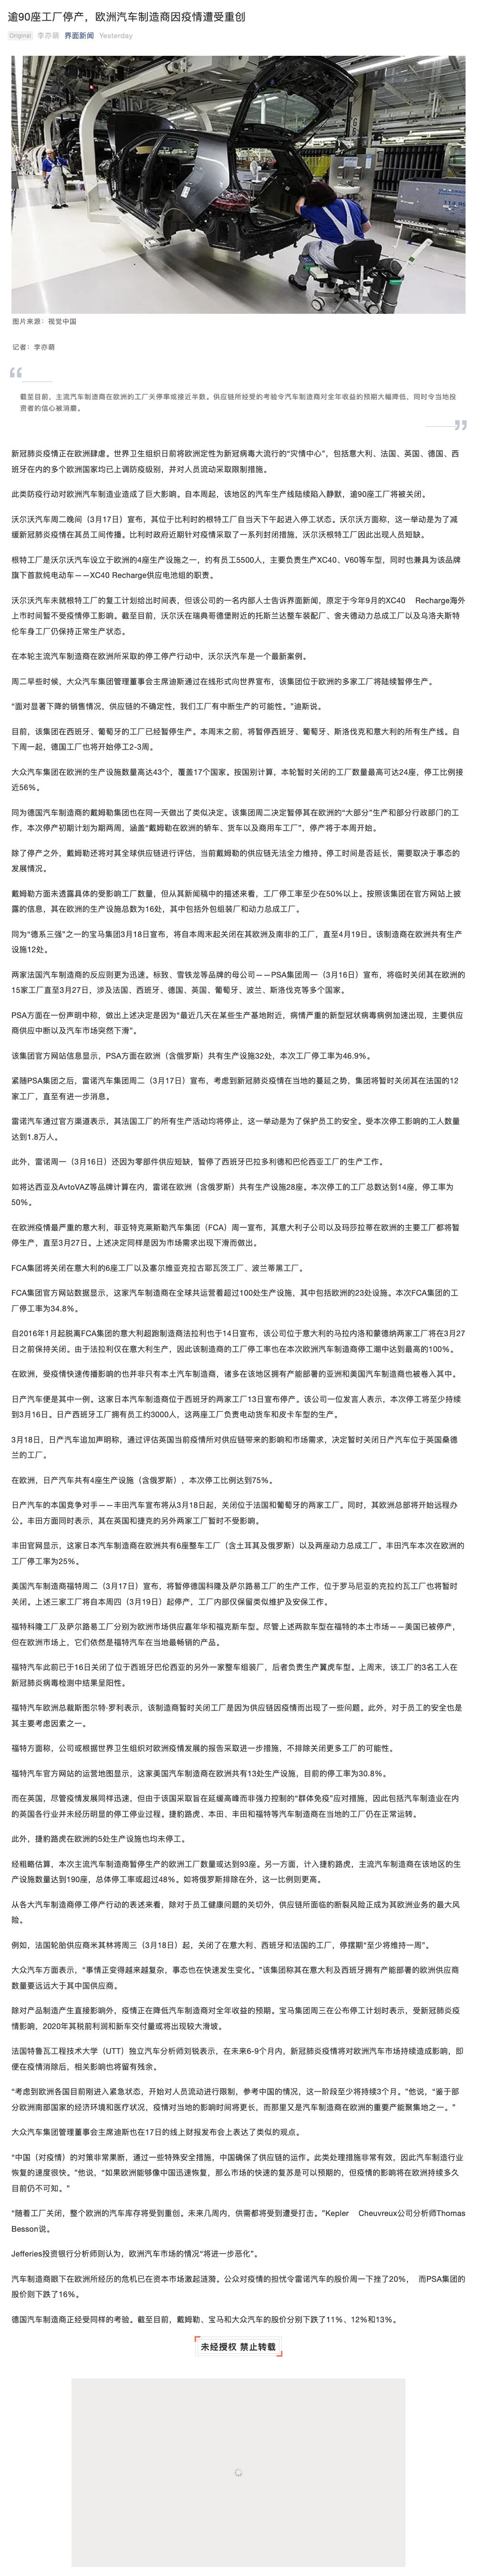 逾90座工厂停产，欧洲汽车制造商因疫情遭受重创
Original 李亦萌 界面新闻 Yesterday
图片来源：视觉中国
记者：李亦萌
截至目前，主流汽车制造商在欧洲的工厂关停率或接近半数。供应链所经受的考验令汽车制造商对全年收益的预期大幅降低，同时令当地投
资者的信心被消磨。
新冠肺炎疫情正在欧洲肆虐。世界卫生组织日前将欧洲定性为新冠病毒大流行的“灾情中心”，包括意大利、法国、英国、德国、西
班牙在内的多个欧洲国家均已上调防疫级别，并对人员流动采取限制措施。
此类防疫行动对欧洲汽车制造业造成了巨大影响。自本周起，该地区的汽车生产线陆续陷入静默，逾90座工厂将被关闭。
沃尔沃汽车周二晚间（3月17日）宣布，其位于比利时的根特工厂自当天下午起进入停工状态。沃尔沃方面称，这一举动是为了减
缓新冠肺炎疫情在其员工间传播。比利时政府近期针对疫情采取了一系列封闭措施，沃尔沃根特工厂因此出现人员短缺。
根特工厂是沃尔沃汽车设立于欧洲的4座生产设施之一，约有员工5500人，主要负责生产XC40、V60等车型，同时也兼具为该品牌
旗下首款纯电动车——XC40 Recharge供应电池组的职责。
沃尔沃汽车未就根特工厂的复工计划给出时间表，但该公司的一名内部人士告诉界面新闻，原定于今年9月的XC40 Recharge海外
上市时间暂不受疫情停工影响。截至目前，沃尔沃在瑞典哥德堡附近的托斯兰达整车装配厂、舍夫德动力总成工厂以及乌洛夫斯特
伦车身工厂仍保持正常生产状态。
在本轮主流汽车制造商在欧洲所采取的停工停产行动中，沃尔沃汽车是一个最新案例。
周二早些时候，大众汽车集团管理董事会主席迪斯通过在线形式向世界宣布，该集团位于欧洲的多家工厂将陆续暂停生产。
“面对显著下降的销售情况，供应链的不确定性，我们工厂有中断生产的可能性。”迪斯说。
目前，该集团在西班牙、葡萄牙的工厂已经暂停生产。本周末之前，将暂停西班牙、葡萄牙、斯洛伐克和意大利的所有生产线。自
下周一起，德国工厂也将开始停工2-3周。
大众汽车集团在欧洲的生产设施数量高达43个，覆盖17个国家。按国别计算，本轮暂时关闭的工厂数量最高可达24座，停工比例接
近56%。
同为德国汽车制造商的戴姆勒集团也在同一天做出了类似决定。该集团周二决定暂停其在欧洲的“大部分”生产和部分行政部门的工
作，本次停产初期计划为期两周，涵盖“戴姆勒在欧洲的轿车、货车以及商用车工厂”，停产将于本周开始。
除了停产之外，戴姆勒还将对其全球供应链进行评估，当前戴姆勒的供应链无法全力维持。停工时间是否延长，需要取决于事态的
发展情况。
戴姆勒方面未透露具体的受影响工厂数量，但从其新闻稿中的描述来看，工厂停工率至少在50%以上。按照该集团在官方网站上披
露的信息，其在欧洲的生产设施总数为16处，其中包括外包组装厂和动力总成工厂。
同为“德系三强”之一的宝马集团3月18日宣布，将自本周末起关闭在其欧洲及南非的工厂，直至4月19日。该制造商在欧洲共有生产
设施12处。
两家法国汽车制造商的反应则更为迅速。标致、雪铁龙等品牌的母公司——PSA集团周一（3月16日）宣布，将临时关闭其在欧洲的
15家工厂直至3月27日，涉及法国、西班牙、德国、英国、葡萄牙、波兰、斯洛伐克等多个国家。
PSA方面在一份声明中称，做出上述决定是因为“最近几天在某些生产基地附近，病情严重的新型冠状病毒病例加速出现，主要供应
商供应中断以及汽车市场突然下滑”。
该集团官方网站信息显示，PSA方面在欧洲（含俄罗斯）共有生产设施32处，本次工厂停工率为46.9%。
紧随PSA集团之后，雷诺汽车集团周二（3月17日）宣布，考虑到新冠肺炎疫情在当地的蔓延之势，集团将暂时关闭其在法国的12
家工厂，直至有进一步消息。
雷诺汽车通过官方渠道表示，其法国工厂的所有生产活动均将停止，这一举动是为了保护员工的安全。受本次停工影响的工人数量
达到1.8万人。
此外，雷诺周一（3月16日）还因为零部件供应短缺，暂停了西班牙巴拉多利德和巴伦西亚工厂的生产工作。
如将达西亚及AvtoVAZ等品牌计算在内，雷诺在欧洲（含俄罗斯）共有生产设施28座。本次停工的工厂总数达到14座，停工率为
50%。
在欧洲疫情最严重的意大利，菲亚特克莱斯勒汽车集团（FCA）周一宣布，其意大利子公司以及玛莎拉蒂在欧洲的主要工厂都将暂
停生产，直至3月27日。上述决定同样是因为市场需求出现下滑而做出。
FCA集团将关闭在意大利的6座工厂以及塞尔维亚克拉古耶瓦茨工厂、波兰蒂黑工厂。
FCA集团官方网站数据显示，这家汽车制造商在全球共运营着超过100处生产设施，其中包括欧洲的23处设施。本次FCA集团的工
厂停工率为34.8%。
自2016年1月起脱离FCA集团的意大利超跑制造商法拉利也于14日宣布，该公司位于意大利的马拉内洛和蒙德纳两家工厂将在3月27
日之前保持关闭。由于法拉利仅在意大利生产，因此该制造商的工厂停工率也在本次欧洲汽车制造商停工潮中达到最高的100%。
在欧洲，受疫情快速传播影响的也并非只有本土汽车制造商，诸多在该地区拥有产能部署的亚洲和美国汽车制造商也被卷入其中。
日产汽车便是其中一例。这家日本汽车制造商位于西班牙的两家工厂13日宣布停产。该公司一位发言人表示，本次停工将至少持续
到3月16日。日产西班牙工厂拥有员工约3000人，这两座工厂负责电动货车和皮卡车型的生产。
3月18日，日产汽车追加声明称，通过评估英国当前疫情所对供应链带来的影响和市场需求，决定暂时关闭日产汽车位于英国桑德
兰的工厂。
在欧洲，日产汽车共有4座生产设施（含俄罗斯），本次停工比例达到75%。
日产汽车的本国竞争对手——丰田汽车宣布将从3月18日起，关闭位于法国和葡萄牙的两家工厂。同时，其欧洲总部将开始远程办
公。丰田方面同时表示，其在英国和捷克的另外两家工厂暂时不受影响。
丰田官网显示，这家日本汽车制造商在欧洲共有6座整车工厂（含土耳其及俄罗斯）以及两座动力总成工厂。丰田汽车本次在欧洲的
工厂停工率为25%。
美国汽车制造商福特周二（3月17日）宣布，将暂停德国科隆及萨尔路易工厂的生产工作，位于罗马尼亚的克拉约瓦工厂也将暂时
关闭。上述三家工厂将自本周四（3月19日）起停产，工厂内部仅保留类似维护及安保工作。
福特科隆工厂及萨尔路易工厂分别为欧洲市场供应嘉年华和福克斯车型。尽管上述两款车型在福特的本土市场——美国已被停产，
但在欧洲市场上，它们依然是福特汽车在当地最畅销的产品。
福特汽车此前已于16日关闭了位于西班牙巴伦西亚的另外一家整车组装厂，后者负责生产翼虎车型。上周末，该工厂的3名工人在
新冠肺炎病毒检测中结果呈阳性。
福特汽车欧洲总裁斯图尔特·罗利表示，该制造商暂时关闭工厂是因为供应链因疫情而出现了一些问题。此外，对于员工的安全也是
其主要考虑因素之一。
福特方面称，公司或根据世界卫生组织对欧洲疫情发展的报告采取进一步措施，不排除关闭更多工厂的可能性。
福特汽车官方网站的运营地图显示，这家美国汽车制造商在欧洲共有13处生产设施，目前的停工率为30.8%。
而在英国，尽管疫情发展同样迅速，但由于该国采取旨在延缓高峰而非强力控制的“群体免疫”应对措施，因此包括汽车制造业在内
的英国各行业并未经历明显的停工停业过程。捷豹路虎、本田、丰田和福特等汽车制造商在当地的工厂仍在正常运转。
此外，捷豹路虎在欧洲的5处生产设施也均未停工。
经粗略估算，本次主流汽车制造商暂停生产的欧洲工厂数量或达到93座。另一方面，计入捷豹路虎，主流汽车制造商在该地区的生
产设施数量达到190座，总体停工率或超过48%。如将俄罗斯排除在外，这一比例则更高。
从各大汽车制造商停工停产行动的表述来看，除对于员工健康问题的关切外，供应链所面临的断裂风险正成为其欧洲业务的最大风
险。
例如，法国轮胎供应商米其林将周三（3月18日）起，关闭了在意大利、西班牙和法国的工厂，停摆期“至少将维持一周”。
大众汽车方面表示，“事情正变得越来越复杂，事态也在快速发生变化。”该集团称其在意大利及西班牙拥有产能部署的欧洲供应商
数量要远远大于其中国供应商。
除对产品制造产生直接影响外，疫情正在降低汽车制造商对全年收益的预期。宝马集团周三在公布停工计划时表示，受新冠肺炎疫
情影响，2020年其税前利润和新车交付量或将出现较大滑坡。
法国特鲁瓦工程技术大学（UTT）独立汽车分析师刘锐表示，在未来6-9个月内，新冠肺炎疫情将对欧洲汽车市场持续造成影响，即
便在疫情消除后，相关影响也将留有残余。
“考虑到欧洲各国目前刚进入紧急状态，开始对人员流动进行限制，参考中国的情况，这一阶段至少将持续3个月。”他说，“鉴于部
分欧洲南部国家的经济环境和医疗状况，疫情对当地的影响时间将更长，而那里又是汽车制造商在欧洲的重要产能聚集地之一。”
大众汽车集团管理董事会主席迪斯也在17日的线上财报发布会上表达了类似的观点。
“中国（对疫情）的对策非常果断，通过一些特殊安全措施，中国确保了供应链的运作。此类处理措施非常有效，因此汽车制造行业
恢复的速度很快。”他说，“如果欧洲能够像中国迅速恢复，那么市场的快速的复苏是可以预期的，但疫情的影响将在欧洲持续多久
目前仍不可知。”
“随着工厂关闭，整个欧洲的汽车库存将受到重创。未来几周内，供需都将受到遭受打击。”Kepler Cheuvreux公司分析师Thomas
Besson说。
Jefferies投资银行分析师则认为，欧洲汽车市场的情况“将进一步恶化”。
汽车制造商眼下在欧洲所经历的危机已在资本市场激起涟漪。公众对疫情的担忧令雷诺汽车的股价周一下挫了20%， 而PSA集团的
股价则下跌了16%。
德国汽车制造商正经受同样的考验。截至目前，戴姆勒、宝马和大众汽车的股价分别下跌了11%、12%和13%。
未经授权 禁止转载